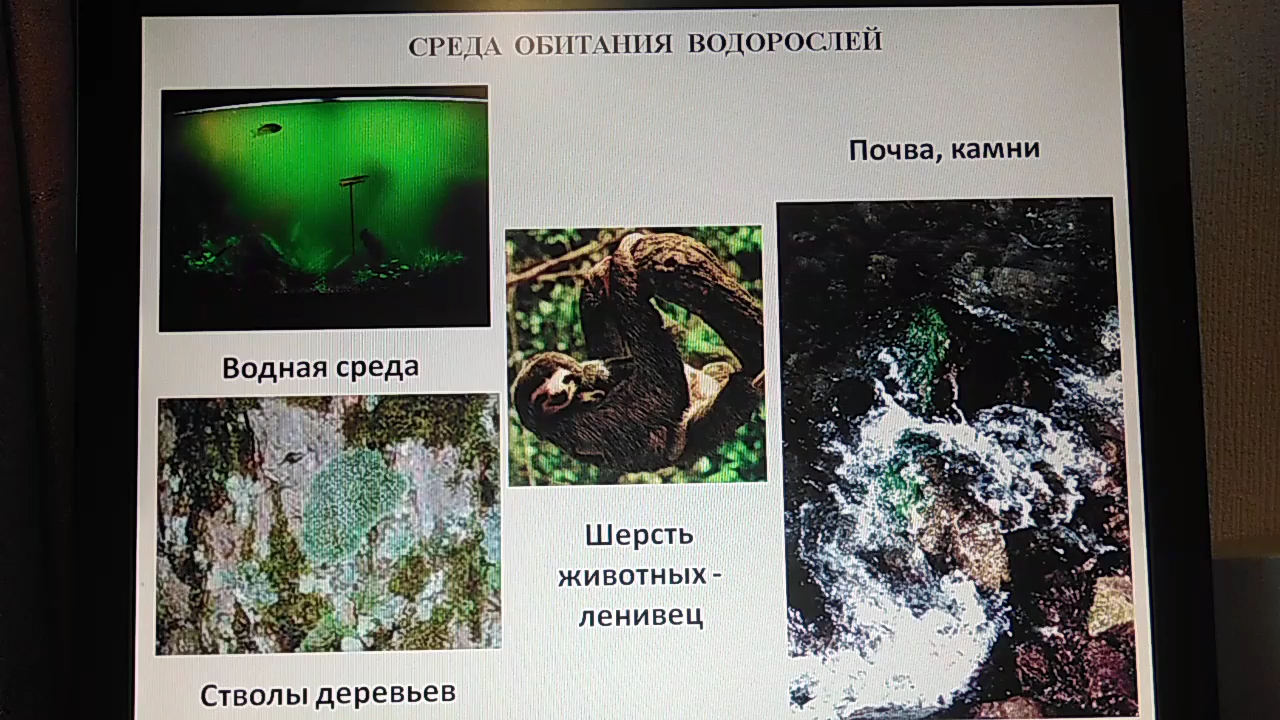 СРЕДА ОБИТАНИЯ ВОДОРОСЛЕЙ
Почва, камни
Водная среда
Шерсть
животных -
ленивец
Стволы деревьев